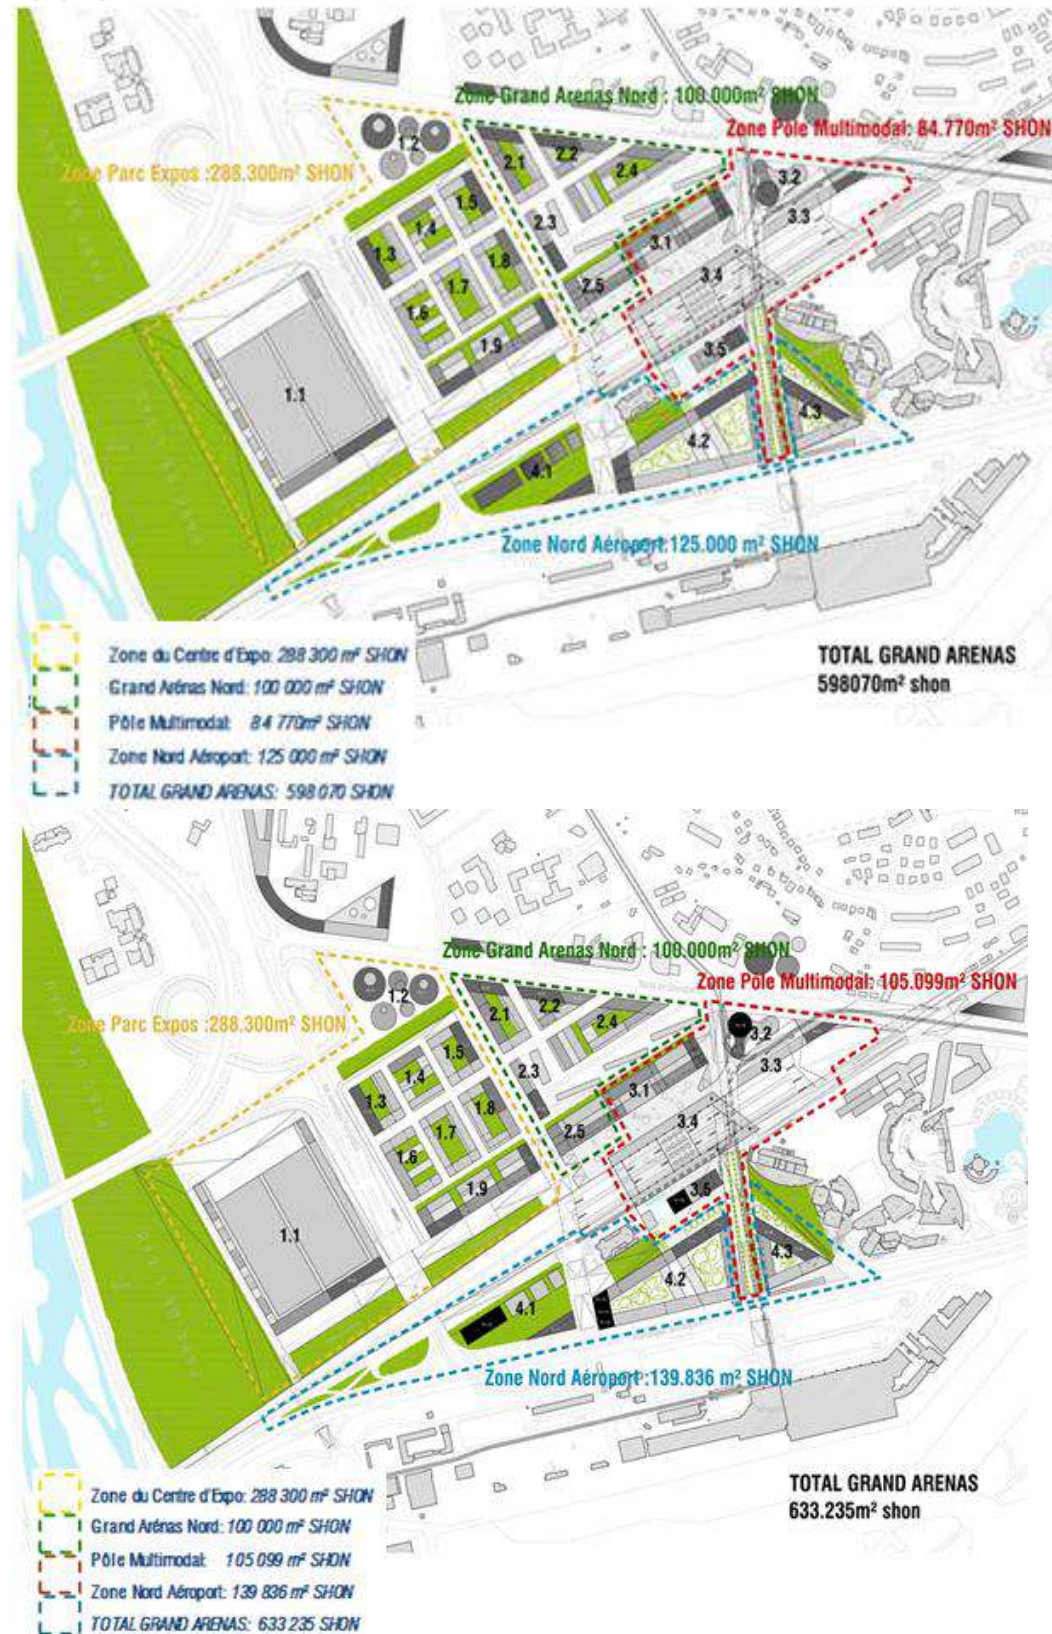 Zone Grand Arenas Nord : 100.000m² SHON
Zone Pôle Multimodal: 84.770m² SHON
Zone Parc Expos :288.300m² SHON
1.2
2.1
2.2
2.4
3.2
1.5
2.3
3.3
1.4
3.1
1.3
1.8
1.7
3.4
2.5
1.6
1.9
3.5
1.1
4.3
4.2
4.1
Zone Nord Aéroport:125.000 m² SHON
TOTAL GRAND ARENAS
598070m² shon
Zone du Centre d'Expo: 288 300 m² SHON
Grand Arénas Nord: 100 000 m² SHON
Pôle Multimodal: 84 770m² SHON
Zone Nord Aéroport: 125 000 m² SHON
TOTAL GRAND ARENAS: 598 070 SHON
Zone Grand Arenas Nord : 100.000m² SHON
Zone Pôle Multimodal: 105.099m² SHON
Zone Parc Expos :288.300m² SHON
1.2
2.1
2.2
2.4
3.2
1.5
2.3
3.3
1.4
3.1
1.3
1.8
1.7
3.4
2.5
1.6
1.9
3.5
1.1
4.3
4.2
4.1
Zone Nord Aéroport :139.836 m² SHON
TOTAL GRAND ARENAS
633.235m² shon
Zone du Centre d'Expo: 288 300 m² SHON
Grand Arénas Nord: 100 000 m² SHON
Pôle Multimodal: 105 099 m² SHON
Zone Nord Aéroport: 139 836 m² SHON
TOTAL GRAND ARENAS: 633 235 SHON